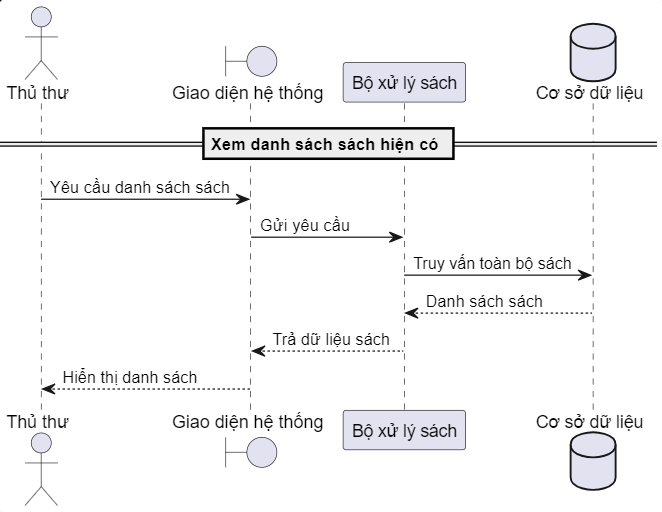 Thủ thư
Giao diện hệ thống
Bộ xử lý sách
Cơ sở dữ liệu
Xem danh sách sách hiện có
Yêu cầu danh sách sách
Gửi yêu cầu
Truy vấn toàn bộ sách
Danh sách sách
Trả dữ liệu sách
Hiển thị danh sách
Thủ thư
Giao diện hệ thống
Bộ xử lý sách
Cơ sở dữ liệu